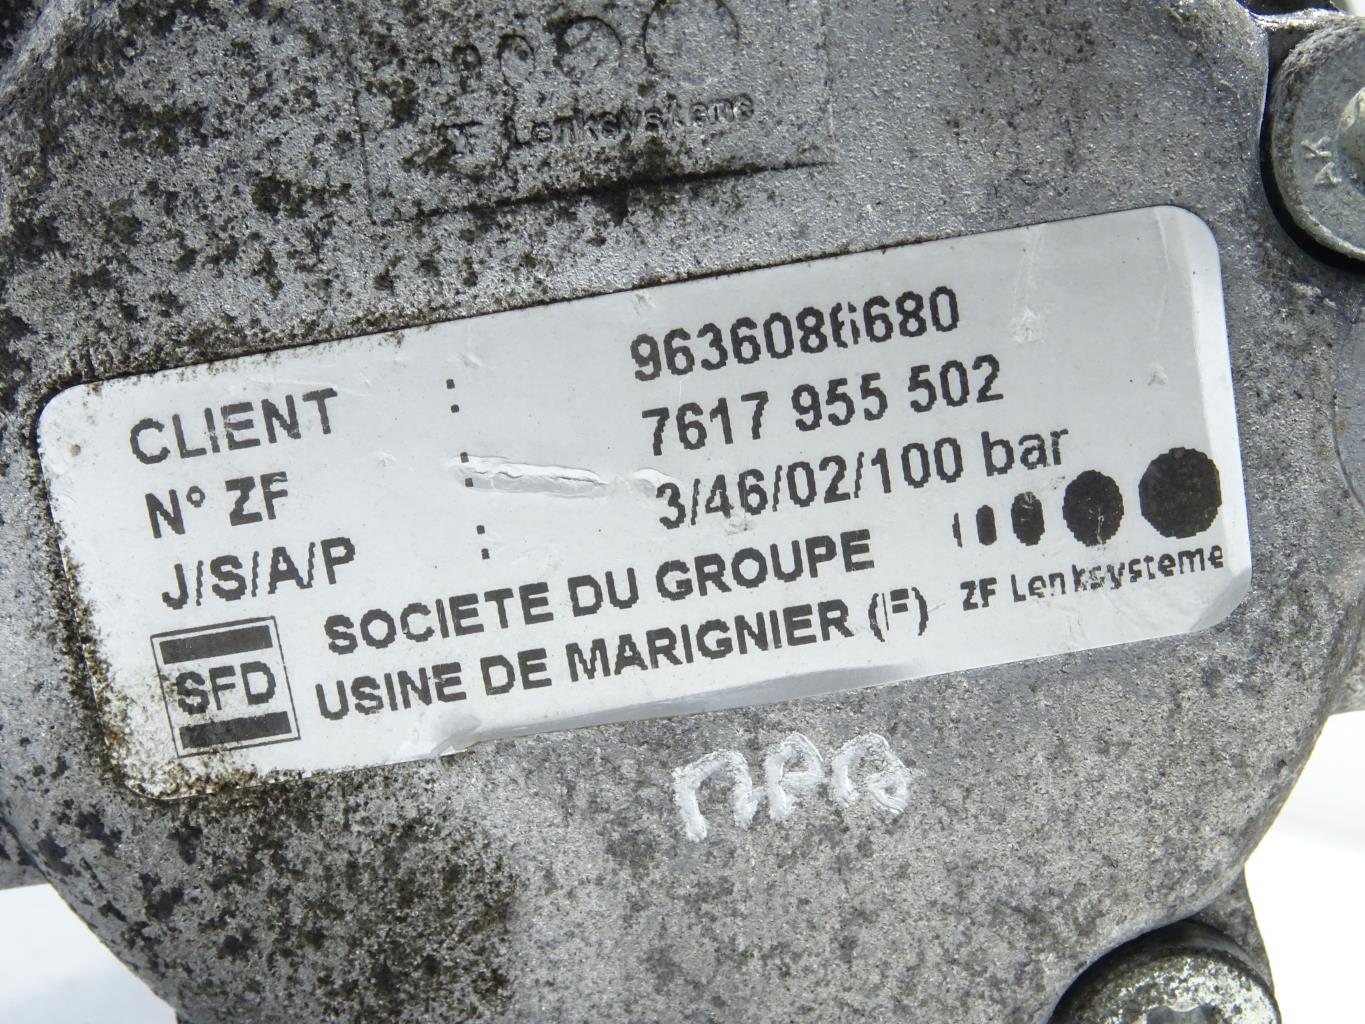 ZF Lenksysteme
CLIENT : 9636086680
N° ZF : 7617 955 502
J/S/A/P : 3/46/02/100 bar
SFD
SOCIETE DU GROUPE
USINE DE MARIGNIER (F)
ZF Lenksysteme